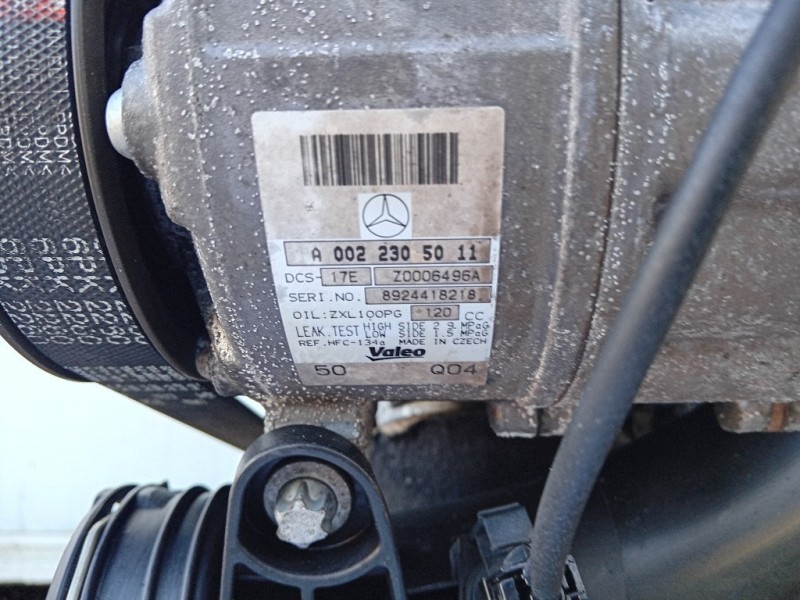 A 002 230 50 11
DCS-17E Z0006496A
SERI.NO. 8924418218
OIL:ZXL100PG *120 CC
LEAK.TEST HIGH SIDE 2.9 MPaG
LOW SIDE 1.5 MPaG
REF.HFC-134a MADE IN CZECH
Valeo
50 Q04
6PK